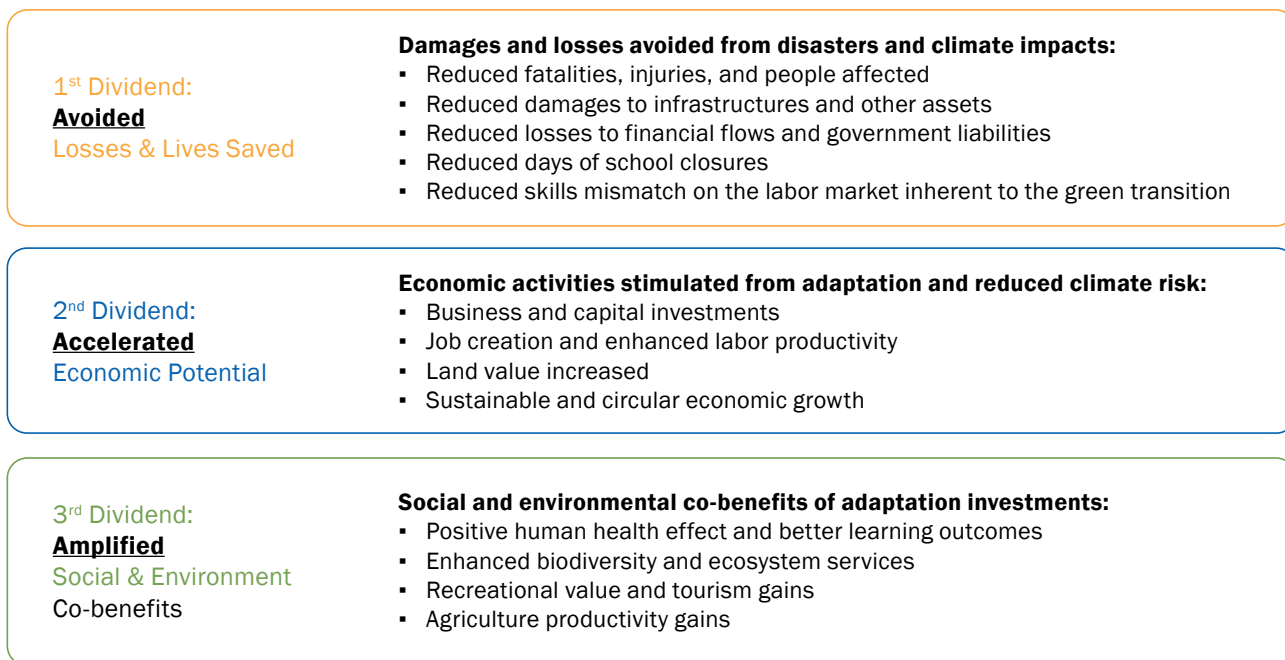 1st Dividend:
Avoided
Losses & Lives Saved
Damages and losses avoided from disasters and climate impacts:
▪ Reduced fatalities, injuries, and people affected
▪ Reduced damages to infrastructures and other assets
▪ Reduced losses to financial flows and government liabilities
▪ Reduced days of school closures
▪ Reduced skills mismatch on the labor market inherent to the green transition
2nd Dividend:
Accelerated
Economic Potential
Economic activities stimulated from adaptation and reduced climate risk:
▪ Business and capital investments
▪ Job creation and enhanced labor productivity
▪ Land value increased
▪ Sustainable and circular economic growth
3rd Dividend:
Amplified
Social & Environment
Co-benefits
Social and environmental co-benefits of adaptation investments:
▪ Positive human health effect and better learning outcomes
▪ Enhanced biodiversity and ecosystem services
▪ Recreational value and tourism gains
▪ Agriculture productivity gains